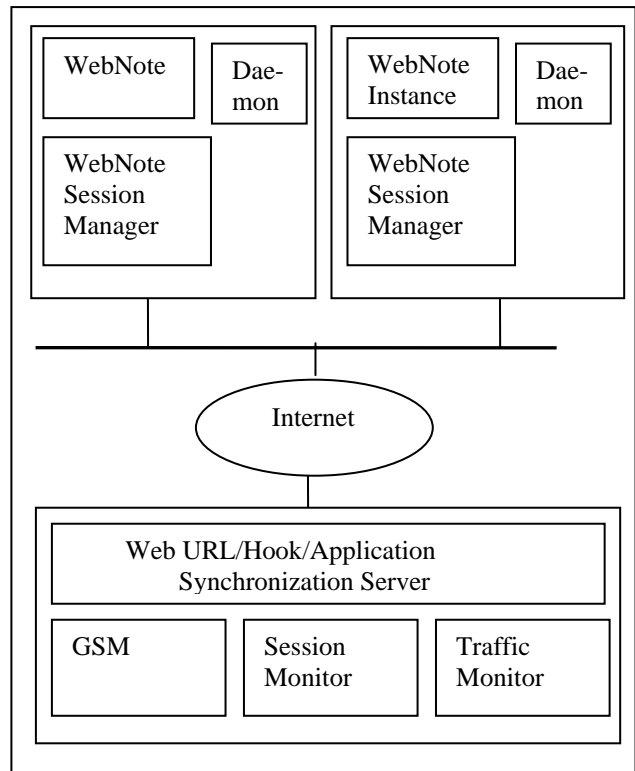 WebNote
Dae-
mon
WebNote
Session
Manager
WebNote
Instance
Dae-
mon
WebNote
Session
Manager
Internet
Web URL/Hook/Application
Synchronization Server
GSM
Session
Monitor
Traffic
Monitor